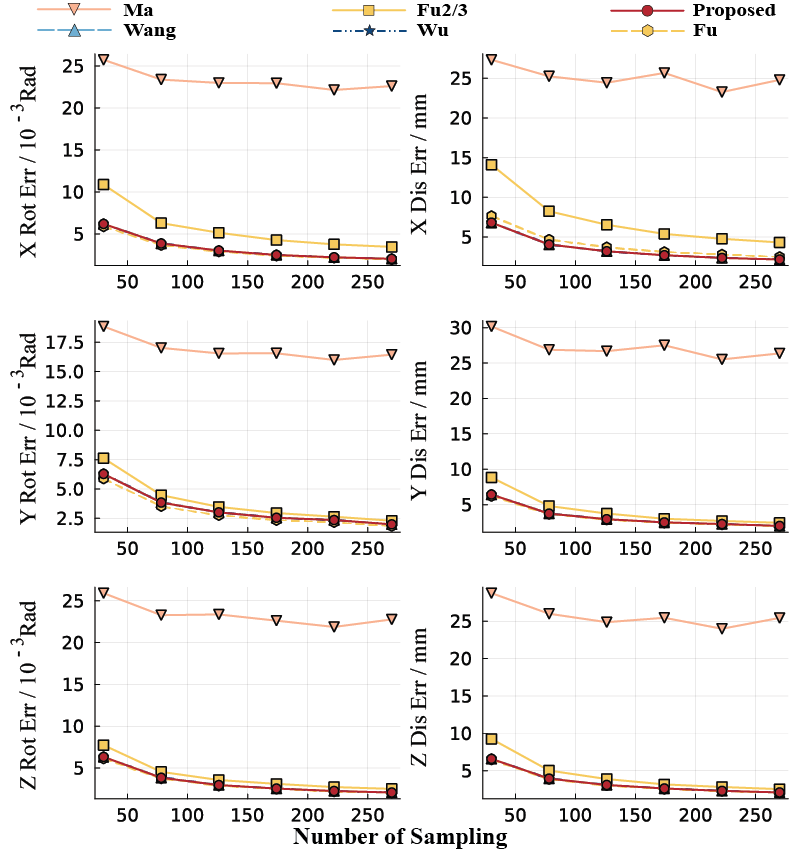 Ma Fu2/3 Proposed
Wang Wu Fu
X Rot Err / 10⁻³Rad
25
20
15
10
5
50 100 150 200 250
X Dis Err / mm
25
20
15
10
5
50 100 150 200 250
Y Rot Err / 10⁻³Rad
17.5
15.0
12.5
10.0
7.5
5.0
2.5
50 100 150 200 250
Y Dis Err / mm
30
25
20
15
10
5
50 100 150 200 250
Z Rot Err / 10⁻³Rad
25
20
15
10
5
50 100 150 200 250
Z Dis Err / mm
25
20
15
10
5
50 100 150 200 250
Number of Sampling